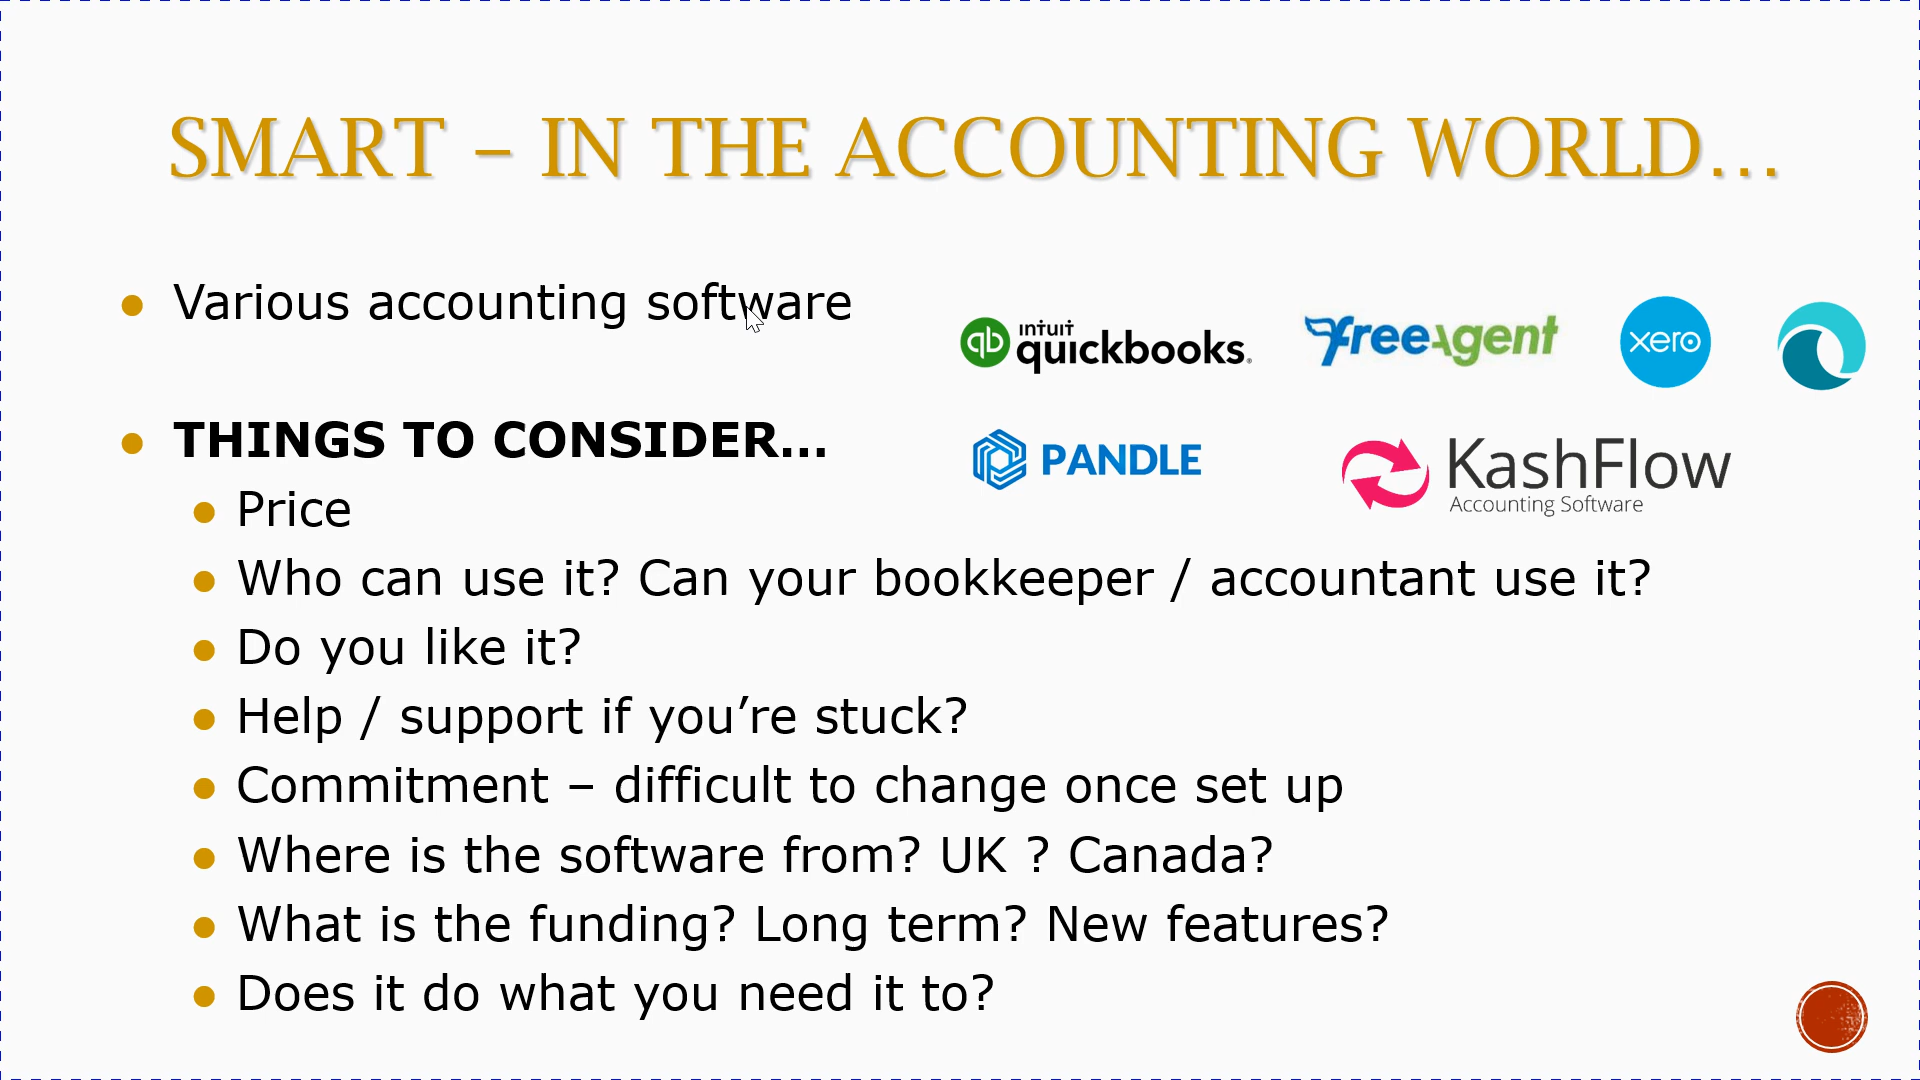 SMART – IN THE ACCOUNTING WORLD…
Various accounting software
intuit
qb quickbooks.
freeAgent
xero
PANDLE
KashFlow
Accounting Software
THINGS TO CONSIDER…
Price
Who can use it? Can your bookkeeper / accountant use it?
Do you like it?
Help / support if you’re stuck?
Commitment – difficult to change once set up
Where is the software from? UK ? Canada?
What is the funding? Long term? New features?
Does it do what you need it to?